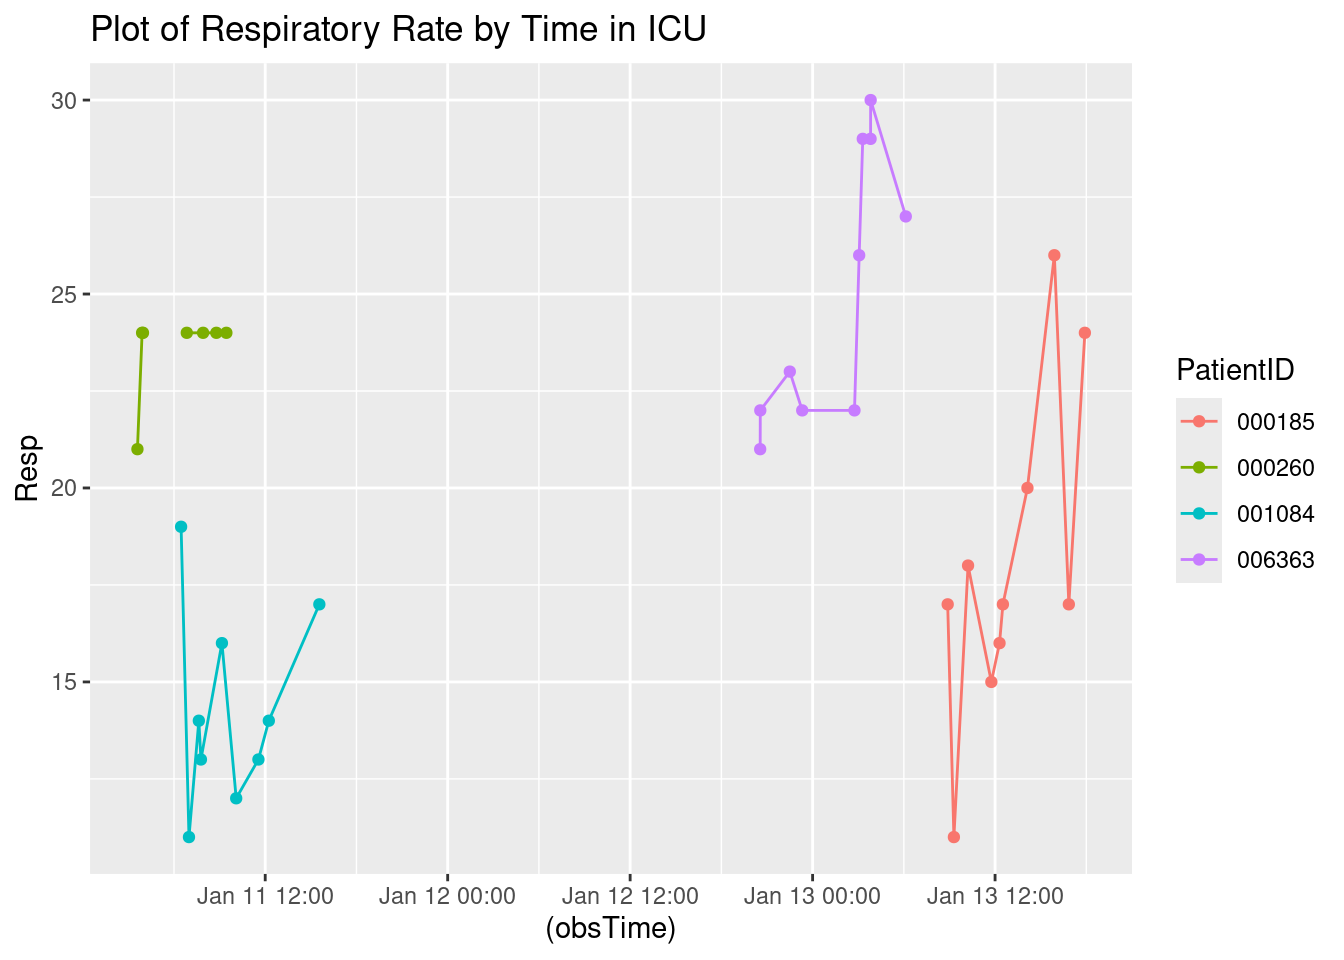 Plot of Respiratory Rate by Time in ICU
30
25
20
15
Resp
Jan 11 12:00
Jan 12 00:00
Jan 12 12:00
Jan 13 00:00
Jan 13 12:00
(obsTime)
PatientID
000185
000260
001084
006363